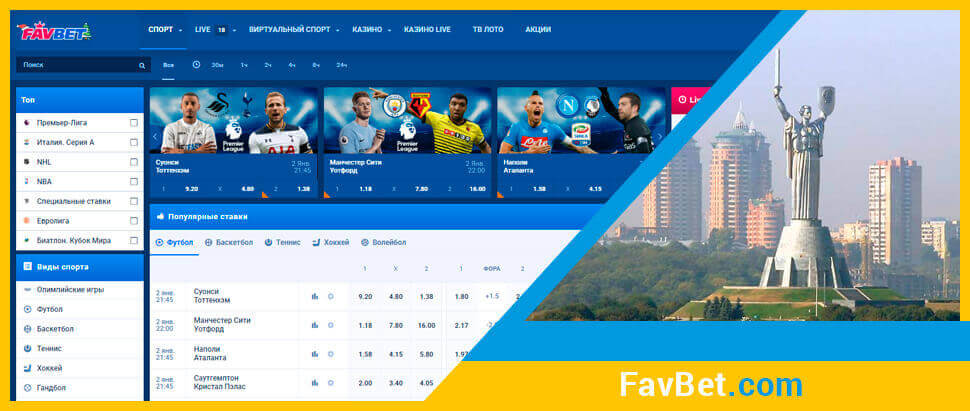 FAVBET
СПОРТ LIVE 18 ВИРТУАЛЬНЫЙ СПОРТ КАЗИНО КАЗИНО LIVE ТВ ЛОТО АКЦИИ
Поиск
Все 30м 1ч 2ч 4ч 8ч 24ч
Топ
Премьер-Лига
Италия. Серия А
NHL
NBA
Специальные ставки
Евролига
Биатлон. Кубок Мира
Виды спорта
Олимпийские игры
Футбол
Баскетбол
Теннис
Хоккей
Гандбол
AIA
Premier League
Суонси
Тоттенхэм
2 Янв.
21:45
1 9.20 X 4.80 2 1.38
Premier League
Манчестер Сити
Уотфорд
2 Янв.
22:00
1 1.18 X 7.80 2 16.00
SERIE A
Наполи
Аталанта
1 1.58 X 4.15
Li
Популярные ставки
Футбол Баскетбол Теннис Хоккей Волейбол
1 X 2 1 ФОРА 2
2 янв. 21:45
Суонси
Тоттенхэм
9.20 4.80 1.38 1.80 +1.5 2
2 янв. 22:00
Манчестер Сити
Уотфорд
1.18 7.80 16.00 2.17
2 янв. 21:45
Наполи
Аталанта
1.58 4.15 5.80
2 янв. 21:45
Саутгемптон
Кристал Пэлас
2.00 3.40 4.05
FavBet.com